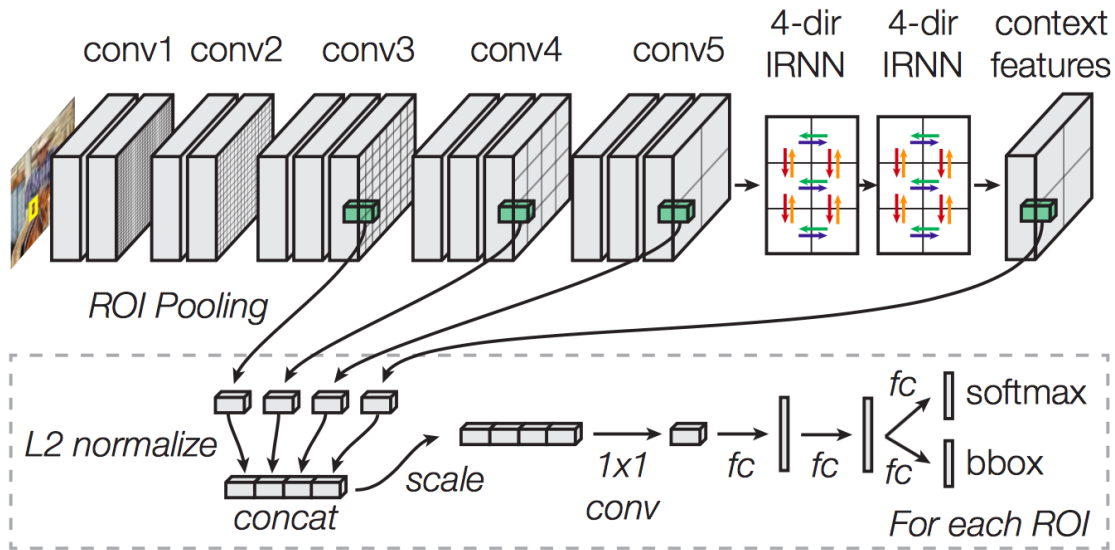 conv1
conv2
conv3
conv4
conv5
4-dir
IRNN
4-dir
IRNN
context
features
ROI Pooling
L2 normalize
concat
scale
1x1
conv
fc
fc
fc
fc
softmax
bbox
For each ROI